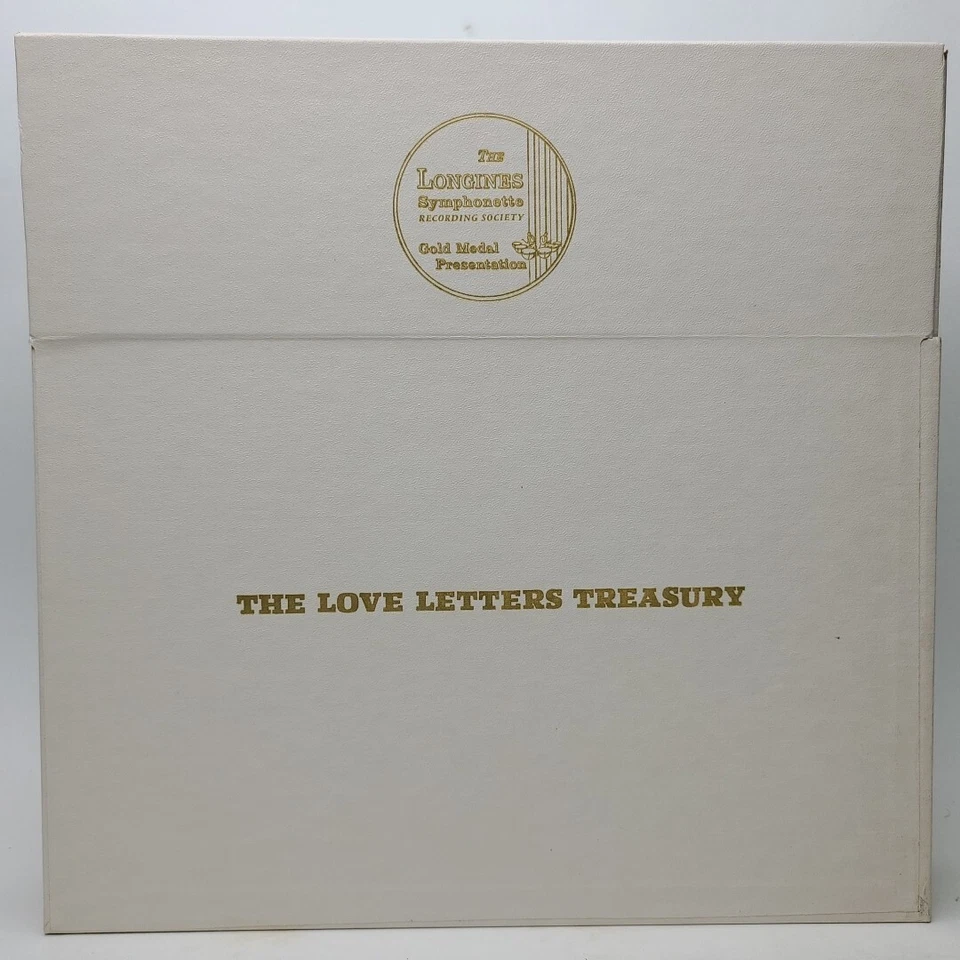 The
LONGINES
Symphonette
RECORDING SOCIETY
Gold Medal
Presentation
THE LOVE LETTERS TREASURY